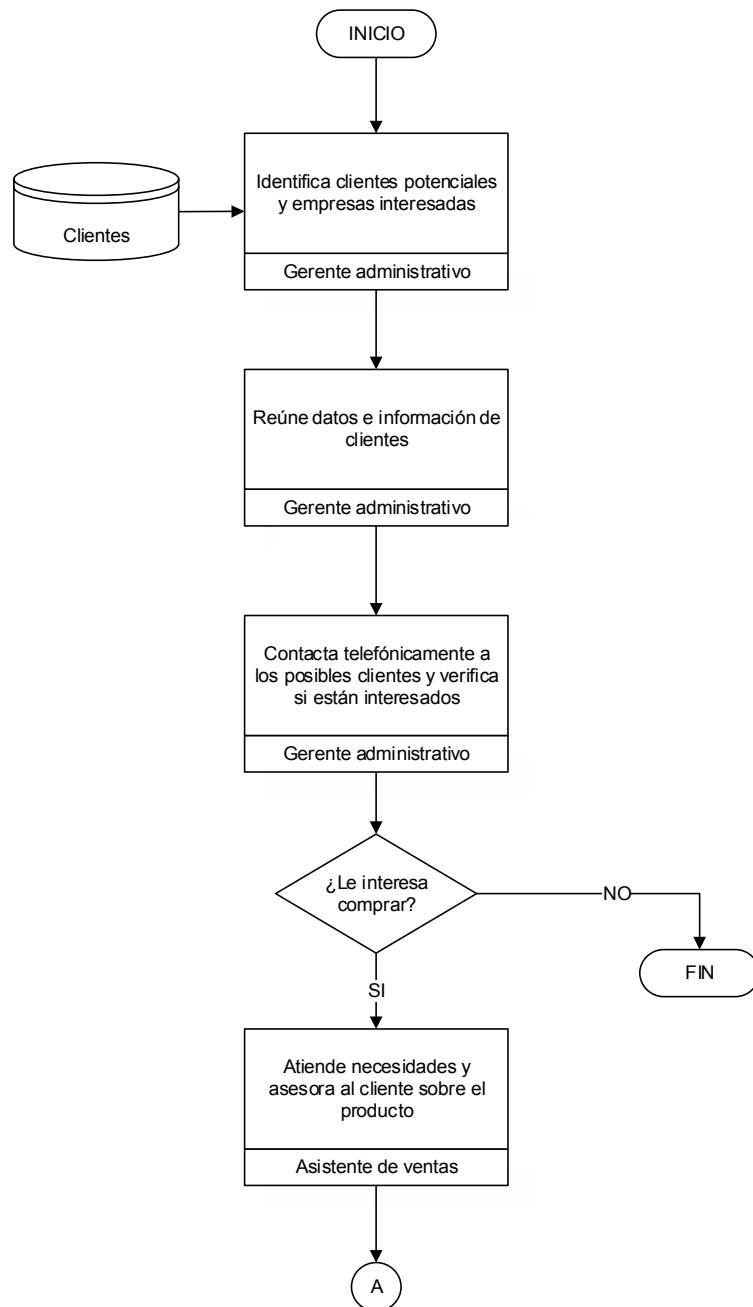 INICIO
Identifica clientes potenciales
y empresas interesadas
Clientes
Gerente administrativo
Reúne datos e información de
clientes
Gerente administrativo
Contacta telefónicamente a
los posibles clientes y verifica
si están interesados
Gerente administrativo
¿Le interesa
comprar?
NO
FIN
SI
Atiende necesidades y
asesora al cliente sobre el
producto
Asistente de ventas
A